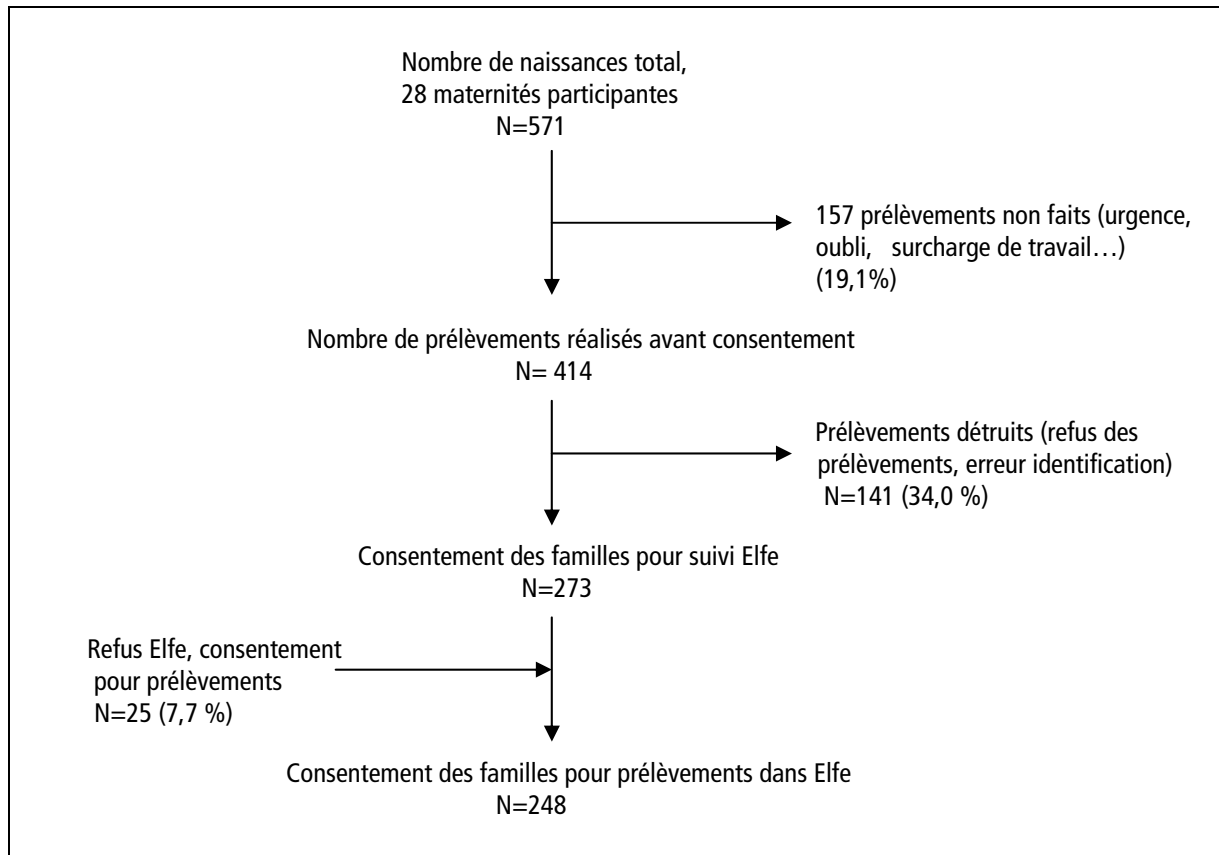 Nombre de naissances total,
28 maternités participantes
N=571
157 prélèvements non faits (urgence,
oubli, surcharge de travail…)
(19,1%)
Nombre de prélèvements réalisés avant consentement
N= 414
Prélèvements détruits (refus des
prélèvements, erreur identification)
N=141 (34,0 %)
Consentement des familles pour suivi Elfe
N=273
Refus Elfe, consentement
pour prélèvements
N=25 (7,7 %)
Consentement des familles pour prélèvements dans Elfe
N=248